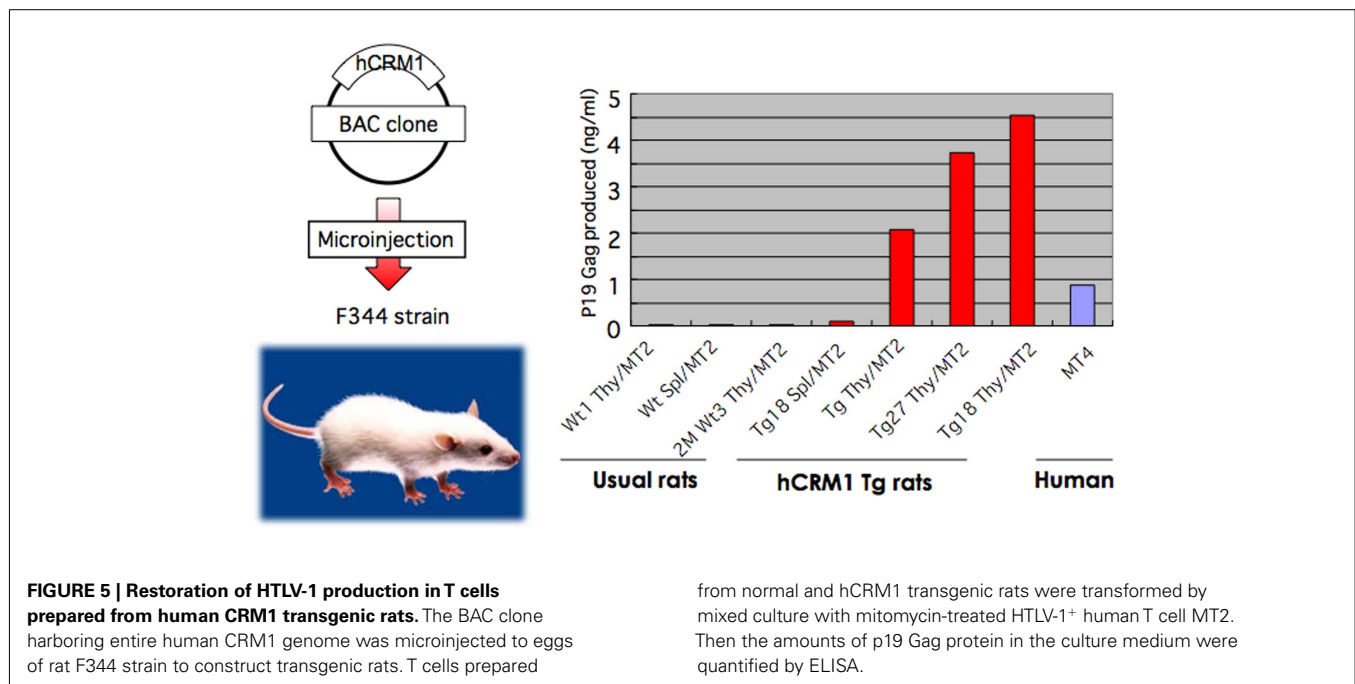 hCRM1
BAC clone
Microinjection
F344 strain
P19 Gag produced (ng/ml)
5
4
3
2
1
0
Wt1 Thy/MT2
Wt Spl/MT2
2M Wt3 Thy/MT2
Tg18 Spl/MT2
Tg Thy/MT2
Tg27 Thy/MT2
Tg18 Thy/MT2
MT4
Usual rats
hCRM1 Tg rats
Human
FIGURE 5 | Restoration of HTLV-1 production in T cells
prepared from human CRM1 transgenic rats. The BAC clone
harboring entire human CRM1 genome was microinjected to eggs
of rat F344 strain to construct transgenic rats. T cells prepared
from normal and hCRM1 transgenic rats were transformed by
mixed culture with mitomycin-treated HTLV-1⁺ human T cell MT2.
Then the amounts of p19 Gag protein in the culture medium were
quantified by ELISA.